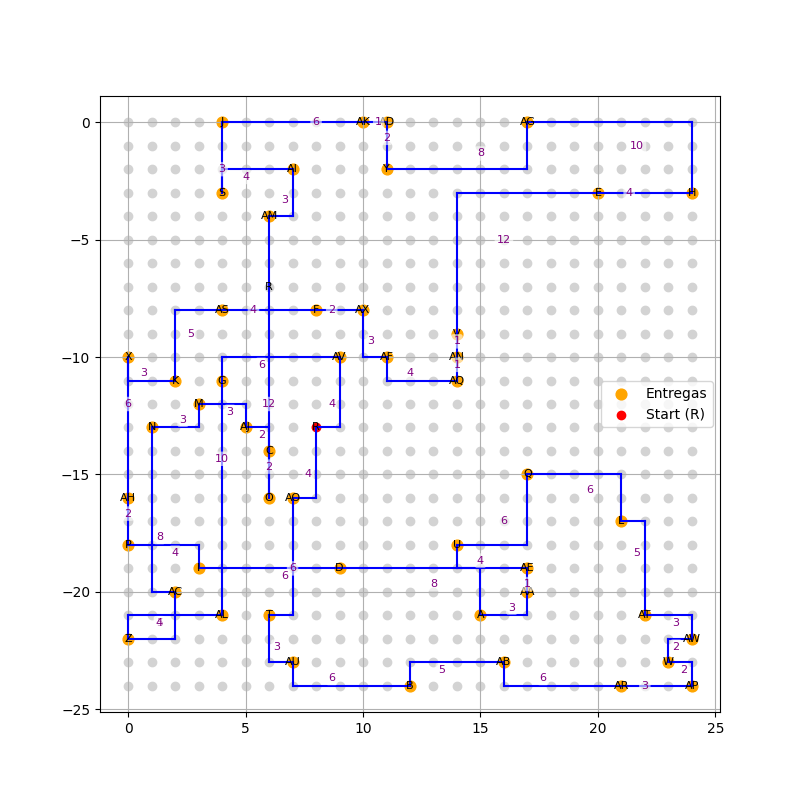 0
J 6 AK 1 D AG
2
10
3 4 AI 8
S 3 E 4 H
AM
−5
12
R
AS 4 F 2 AX
5 3 V
1
−10
X 6 AV AF AN
3 4 1
K G AQ
Entregas
Start (R)
6 M 3 12 4
3
N AJ 2 R
10 C
−15
2 4 Q
6
AH O AO
2 6 L
8
P 4 U 5
6 D 4 AE
6 8 1
−20
AC AA
3
4 AL T A AT
3
Z 3 AW
2
AU 5 AB W
6 6 2
B AR 3 AP
−25
0 5 10 15 20 25